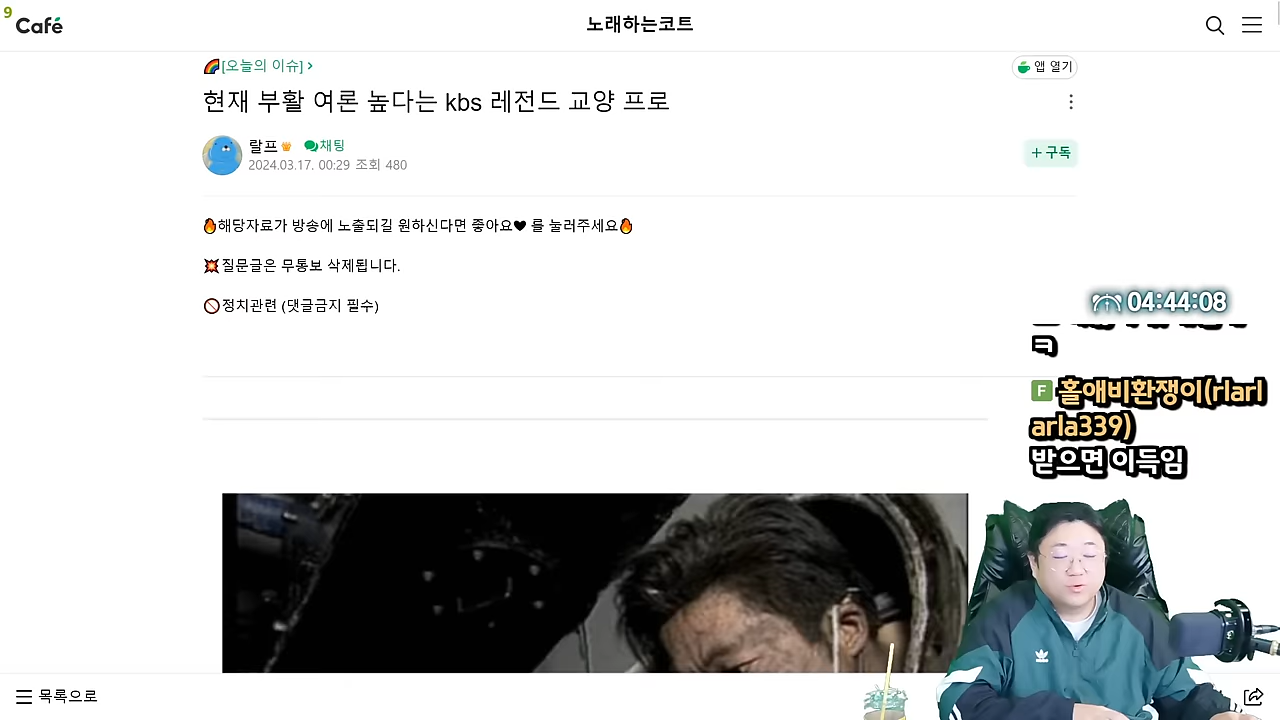 9
Café
노래하는코트
🌈[오늘의 이슈] >
앱 열기
현재 부활 여론 높다는 kbs 레전드 교양 프로
랄프 채팅
2024.03.17. 00:29 조회 480
+ 구독
🔥해당자료가 방송에 노출되길 원하신다면 좋아요♥ 를 눌러주세요🔥
💥질문글은 무통보 삭제됩니다.
🚫정치관련 (댓글금지 필수)
04:44:08
ㅋ
F 홀애비환쟁이(rlarl
arla339)
받으면 이득임
목록으로